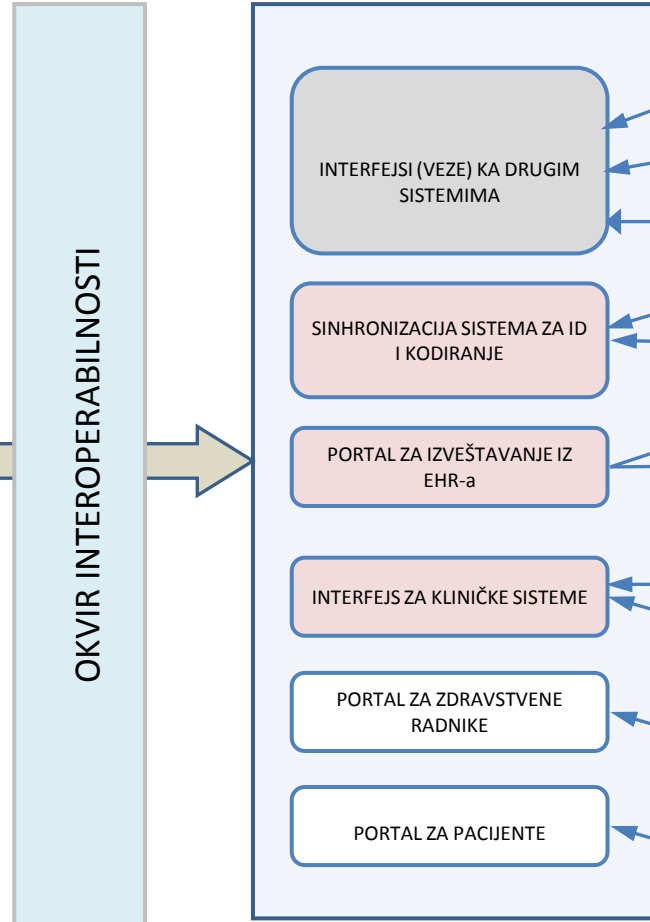 OKVIR INTEROPERABILNOSTI
INTERFEJSI (VEZE) KA DRUGIM
SISTEMIMA
SINHRONIZACIJA SISTEMA ZA ID
I KODIRANJE
PORTAL ZA IZVEŠTAVANJE IZ
EHR-a
INTERFEJS ZA KLINIČKE SISTEME
PORTAL ZA ZDRAVSTVENE
RADNIKE
PORTAL ZA PACIJENTE